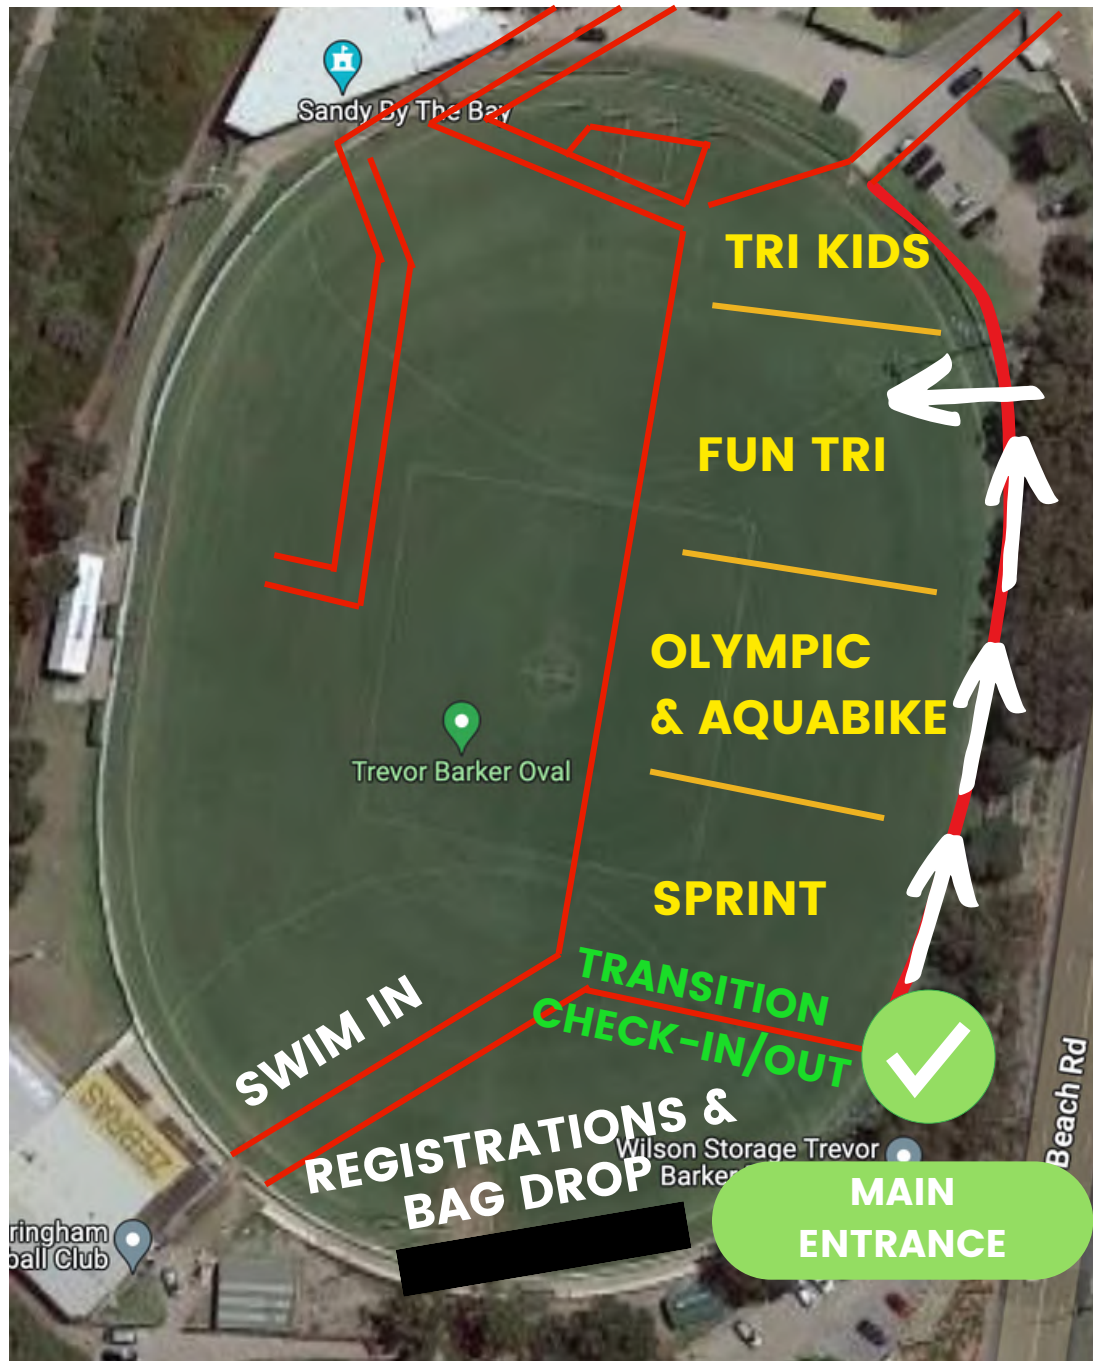 Sandy By The Bay
TRI KIDS
FUN TRI
OLYMPIC
& AQUABIKE
Trevor Barker Oval
SPRINT
TRANSITION
CHECK-IN/OUT
SWIM IN
REGISTRATIONS &
BAG DROP
Wilson Storage Trevor
Barker
Beach Rd
MAIN
ENTRANCE
ringham
ball Club
ZEBRAS